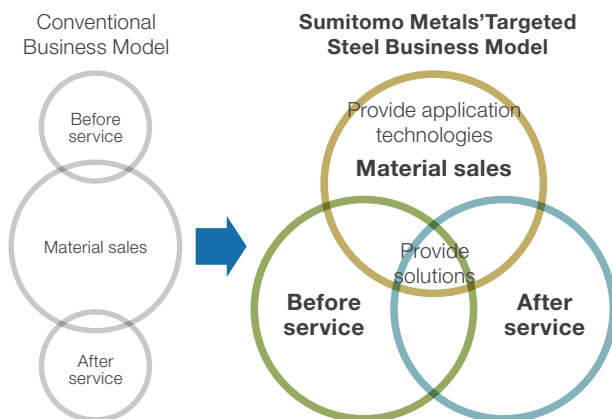 Conventional
Business Model
Before
service
Material sales
After
service
Sumitomo Metals'Targeted
Steel Business Model
Provide application
technologies
Material sales
Provide
solutions
Before
service
After
service